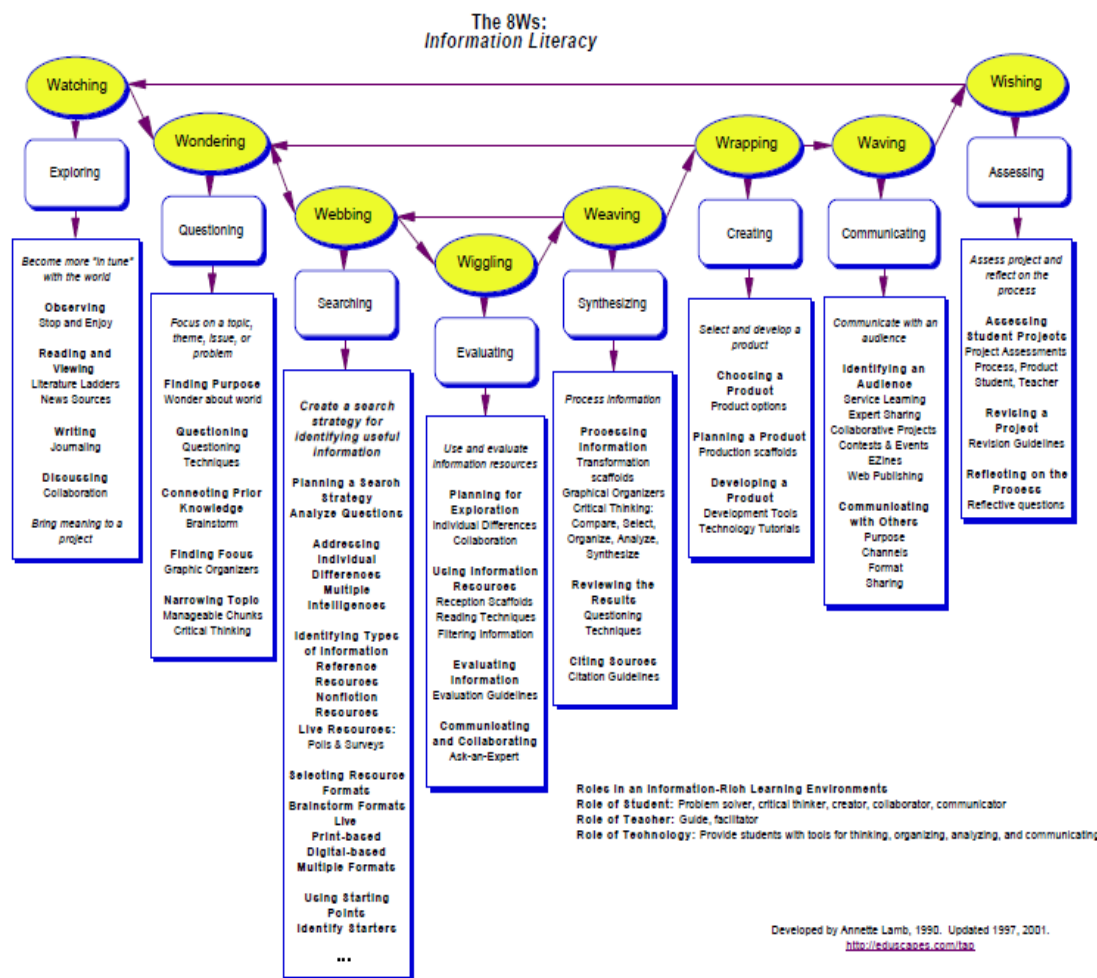 The 8Ws:
Information Literacy
Watching
Exploring
Become more "in tune"
with the world
Observing
Stop and Enjoy
Reading and
Viewing
Literature Ladders
News Sources
Writing
Journaling
Discussing
Collaboration
Bring meaning to a
project
Wondering
Questioning
Focus on a topic,
theme, issue, or
problem
Finding Purpose
Wonder about world
Questioning
Questioning
Techniques
Connecting Prior
Knowledge
Brainstorm
Finding Focus
Graphic Organizers
Narrowing Topic
Manageable Chunks
Critical Thinking
Webbing
Searching
Create a search
strategy for
identifying useful
information
Planning a Search
Strategy
Analyze Questions
Addressing
Individual
Differences
Multiple
Intelligences
Identifying Types
of Information
Reference
Resources
Nonfiction
Resources
Live Resources:
Polls & Surveys
Selecting Resource
Formats
Brainstorm Formats
Live
Print-based
Digital-based
Multiple Formats
Using Starting
Points
Identify Starters
...
Wiggling
Evaluating
Use and evaluate
information resources
Planning for
Exploration
Individual Differences
Collaboration
Using Information
Resources
Reception Scaffolds
Reading Techniques
Filtering Information
Evaluating
Information
Evaluation Guidelines
Communicating
and Collaborating
Ask-an-Expert
Weaving
Synthesizing
Process information
Processing
Information
Transformation
scaffolds
Graphical Organizers
Critical Thinking:
Compare, Select,
Organize, Analyze,
Synthesize
Reviewing the
Results
Questioning
Techniques
Citing Sources
Citation Guidelines
Wrapping
Creating
Select and develop a
product
Choosing a
Product
Product options
Planning a Product
Production scaffolds
Developing a
Product
Development Tools
Technology Tutorials
Waving
Communicating
Communicate with an
audience
Identifying an
Audience
Service Learning
Expert Sharing
Collaborative Projects
Contests & Events
EZines
Web Publishing
Communicating
with Others
Purpose
Channels
Format
Sharing
Wishing
Assessing
Assess project and
reflect on the
process
Assessing
Student Projects
Project Assessments
Process, Product
Student, Teacher
Revising a
Project
Revision Guidelines
Reflecting on the
Process
Reflective questions
Roles in an Information-Rich Learning Environments
Role of Student: Problem solver, critical thinker, creator, collaborator, communicator
Role of Teacher: Guide, facilitator
Role of Technology: Provide students with tools for thinking, organizing, analyzing, and communicating
Developed by Annette Lamb, 1990. Updated 1997, 2001.
http://eduscapes.com/tap